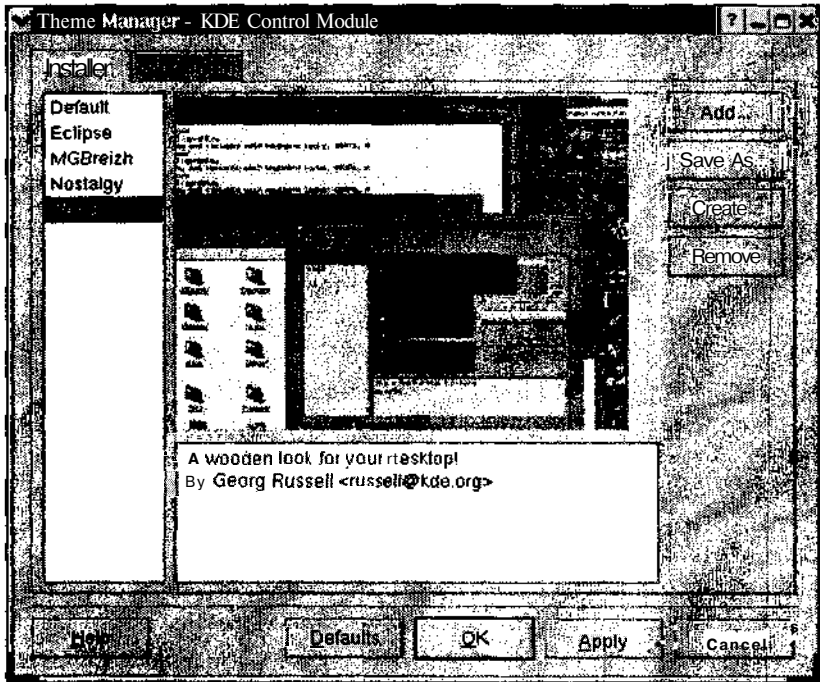 Theme Manager - KDE Control Module
Installer
Default
Eclipse
MGBreizh
Nostalgy
Add...
Save As
Create
Remove
A wooden look for your rtesktop!
By Georg Russell <russell@kde.org>
Help
Defaults
OK
Apply
Cancel